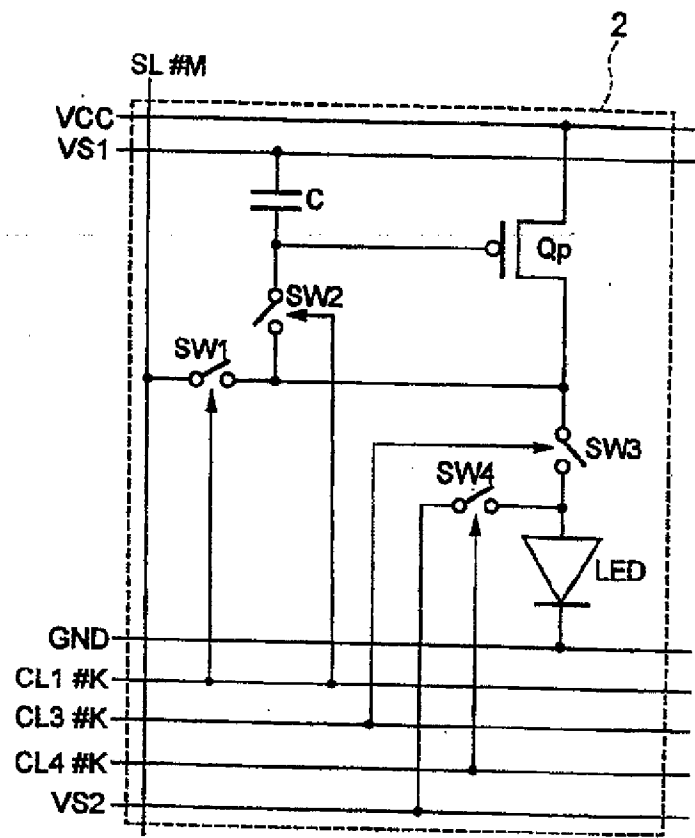 2
SL #M
VCC
VS1
C
Qp
SW2
SW1
SW3
SW4
LED
GND
CL1 #K
CL3 #K
CL4 #K
VS2